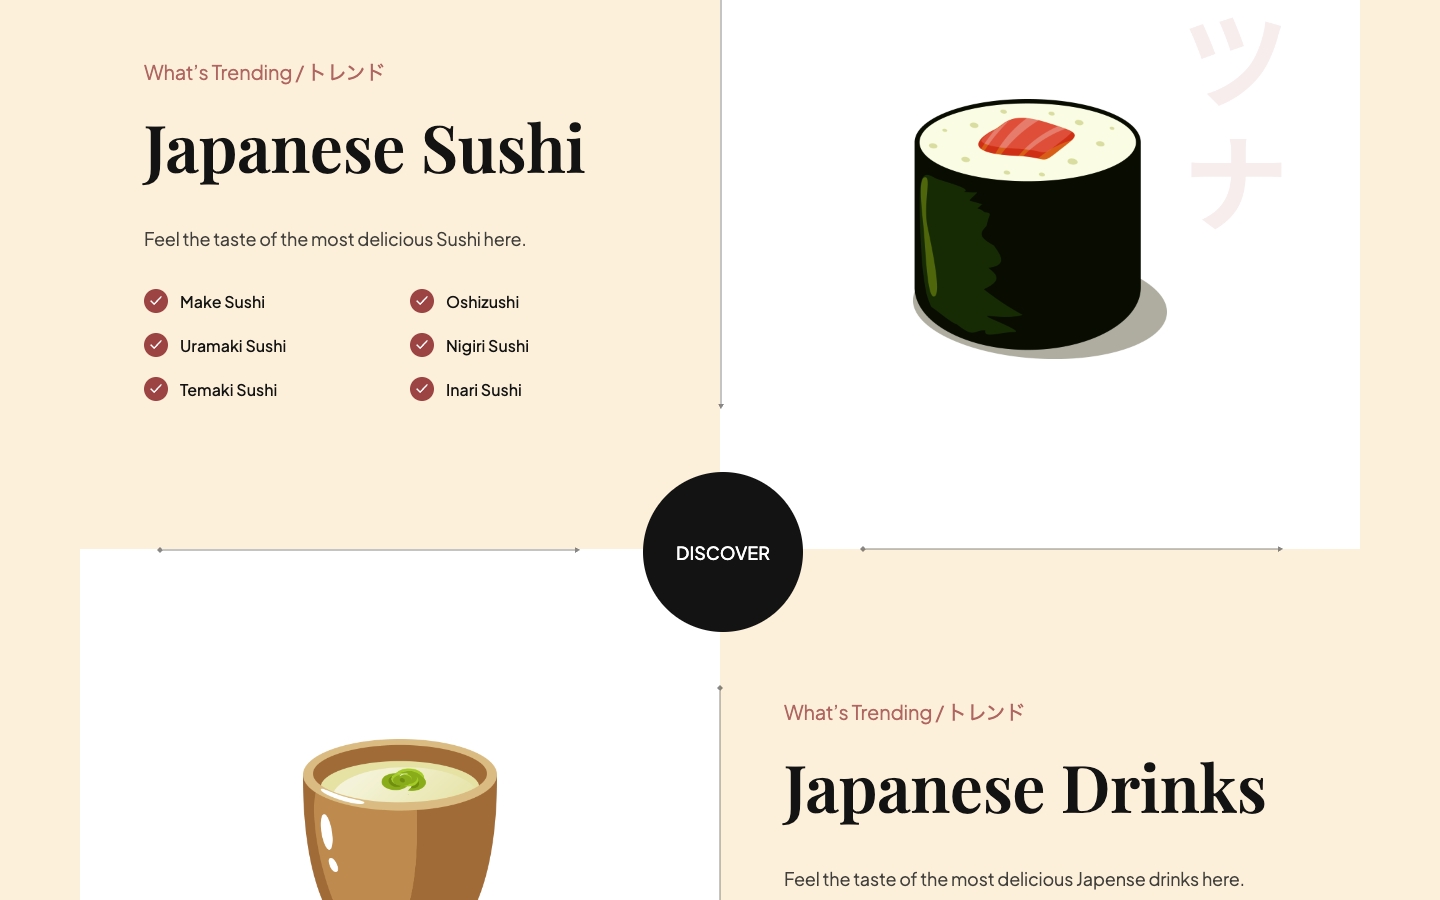 What's Trending / トレンド
Japanese Sushi
Feel the taste of the most delicious Sushi here.
Make Sushi
Oshizushi
Uramaki Sushi
Nigiri Sushi
Temaki Sushi
Inari Sushi
ツナ
DISCOVER
What's Trending / トレンド
Japanese Drinks
Feel the taste of the most delicious Japense drinks here.